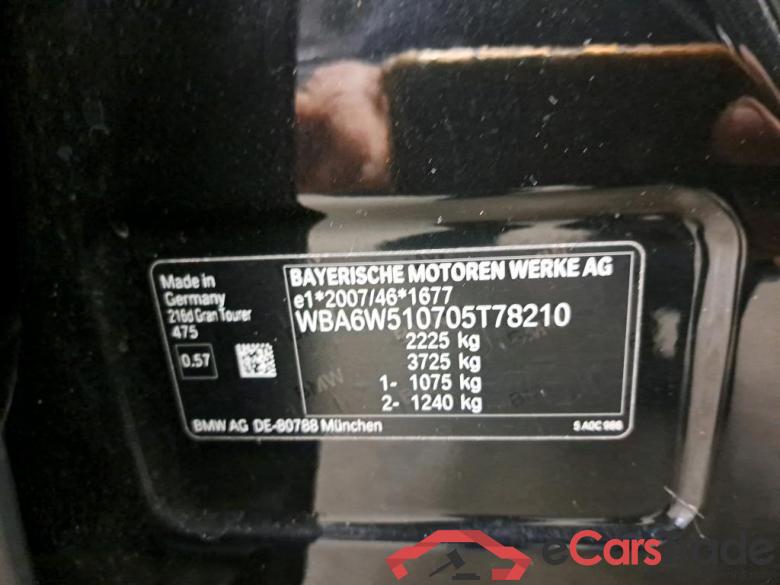 Made in
Germany
216d Gran Tourer
475
0.57
BAYERISCHE MOTOREN WERKE AG
e1*2007/46*1677
WBA6W510705T78210
2225 kg
3725 kg
1- 1075 kg
2- 1240 kg
BMW AG DE-80788 München
eCarsTrade